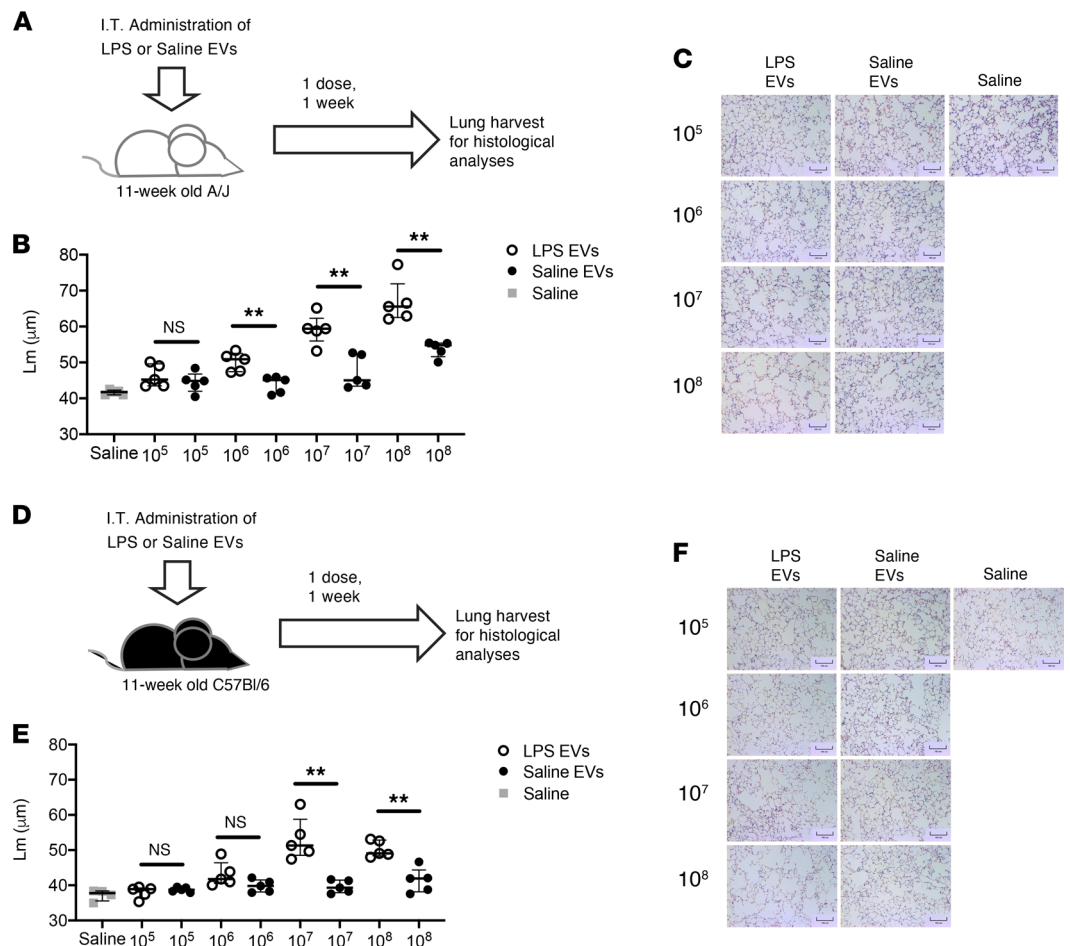 A
I.T. Administration of
LPS or Saline EVs
1 dose,
1 week
Lung harvest
for histological
analyses
11-week old A/J
B
80
70
60
50
40
30
Lm (μm)
NS
**
**
**
LPS EVs
Saline EVs
Saline
Saline 10⁵ 10⁵ 10⁶ 10⁶ 10⁷ 10⁷ 10⁸ 10⁸
C
LPS
EVs
Saline
EVs
Saline
10⁵
10⁶
10⁷
10⁸
D
I.T. Administration of
LPS or Saline EVs
1 dose,
1 week
Lung harvest
for histological
analyses
11-week old C57Bl/6
E
80
70
60
50
40
30
Lm (μm)
NS
NS
**
**
LPS EVs
Saline EVs
Saline
Saline 10⁵ 10⁵ 10⁶ 10⁶ 10⁷ 10⁷ 10⁸ 10⁸
F
LPS
EVs
Saline
EVs
Saline
10⁵
10⁶
10⁷
10⁸